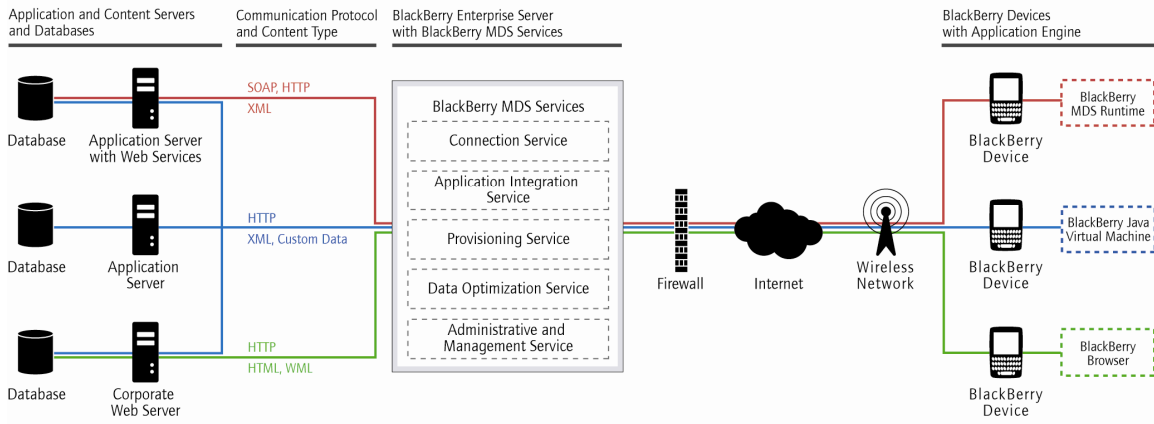 Application and Content Servers
and Databases
Communication Protocol
and Content Type
BlackBerry Enterprise Server
with BlackBerry MDS Services
BlackBerry Devices
with Application Engine
Database
Application Server
with Web Services
SOAP, HTTP
XML
Database
Application
Server
HTTP
XML, Custom Data
Database
Corporate
Web Server
HTTP
HTML, WML
BlackBerry MDS Services
Connection Service
Application Integration
Service
Provisioning Service
Data Optimization Service
Administrative and
Management Service
Firewall
Internet
Wireless
Network
BlackBerry
Device
BlackBerry
MDS Runtime
BlackBerry
Device
BlackBerry Java
Virtual Machine
BlackBerry
Device
BlackBerry
Browser